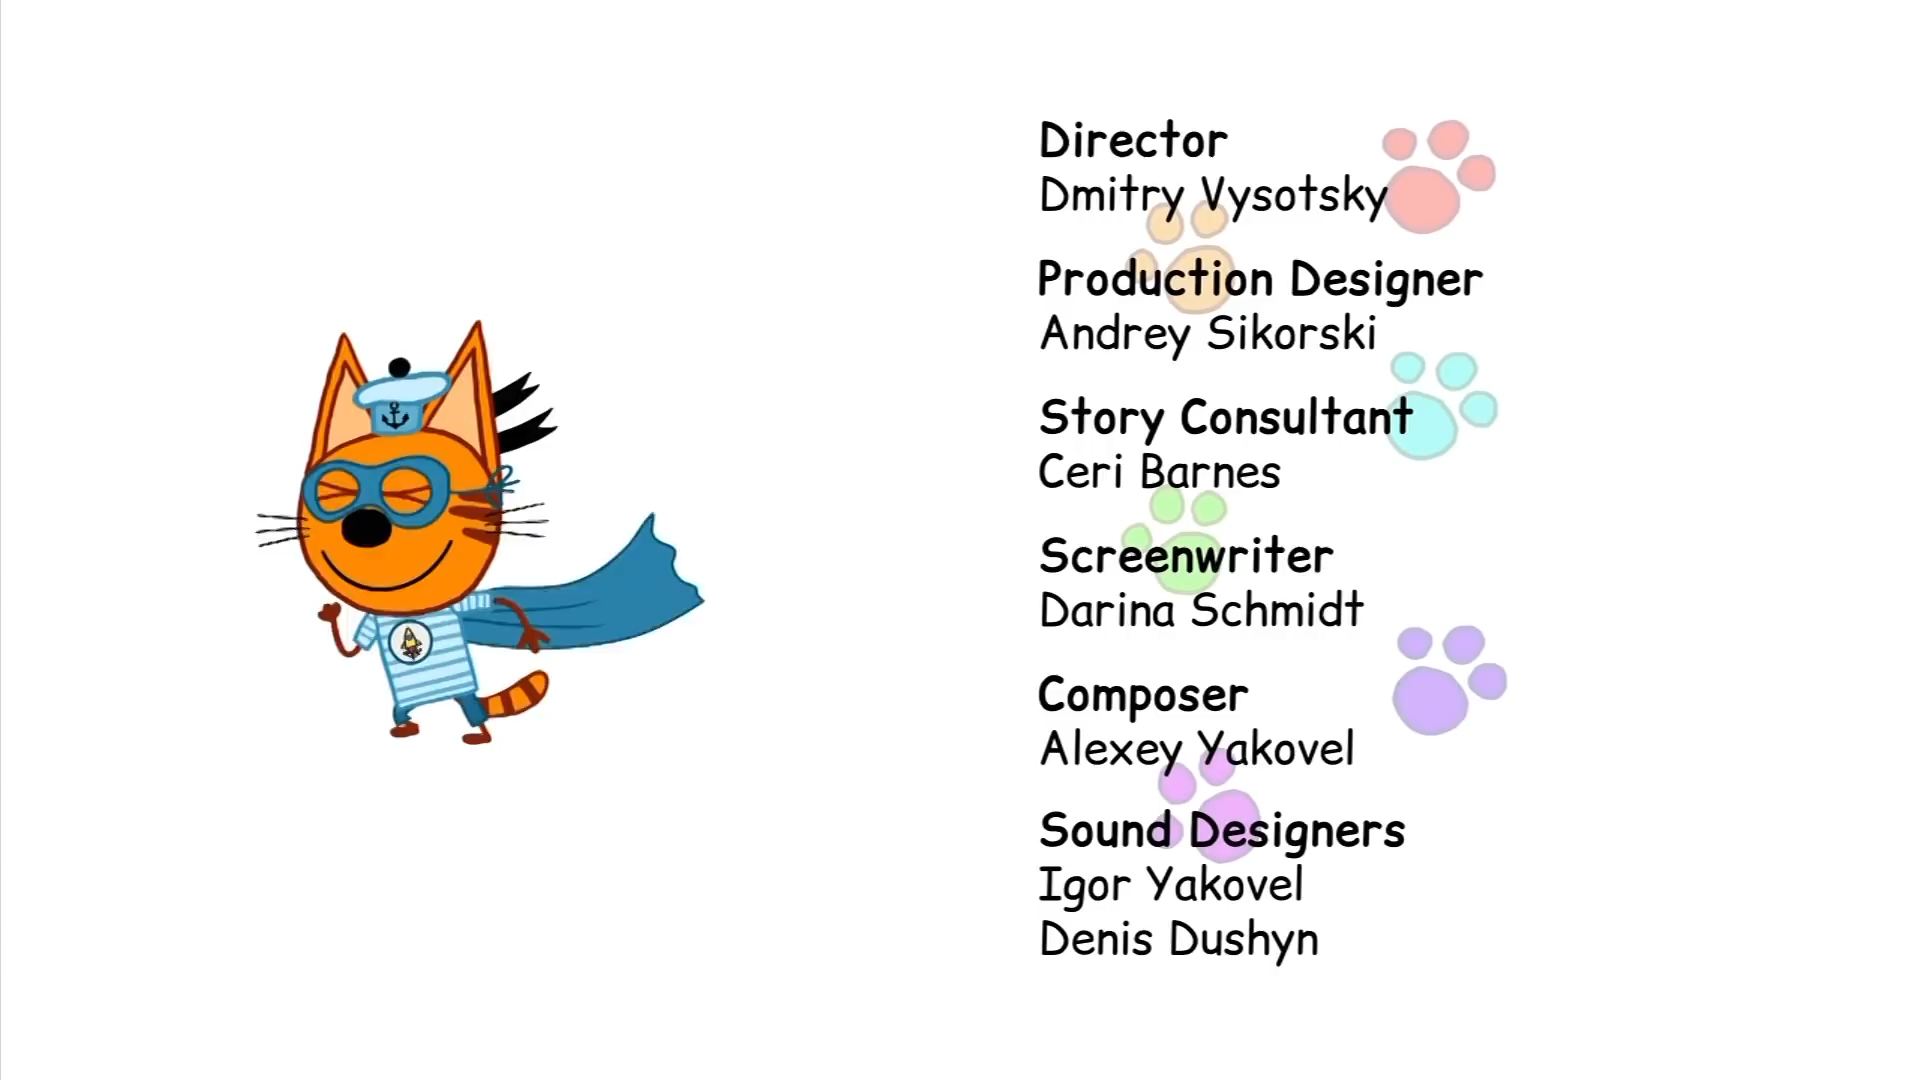 Director
Dmitry Vysotsky
Production Designer
Andrey Sikorski
Story Consultant
Ceri Barnes
Screenwriter
Darina Schmidt
Composer
Alexey Yakovel
Sound Designers
Igor Yakovel
Denis Dushyn